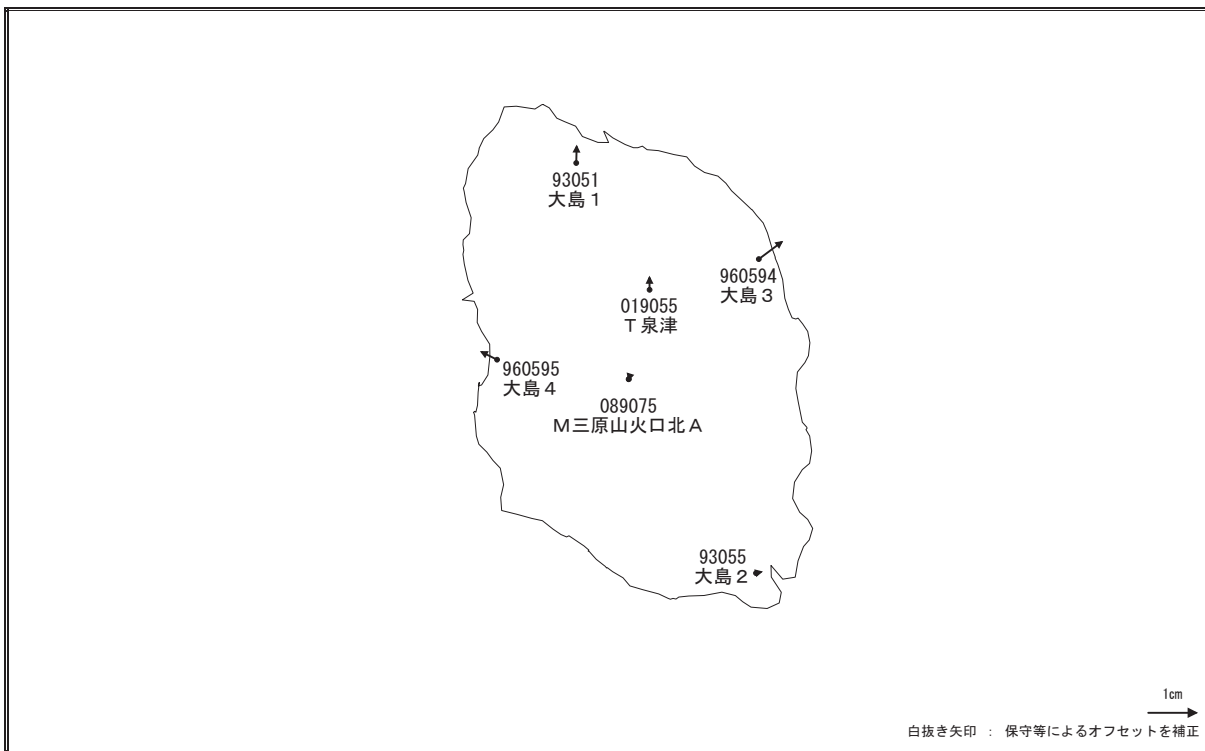 93051
大島１
960594
大島３
019055
Ｔ泉津
960595
大島４
089075
Ｍ三原山火口北Ａ
93055
大島２
1cm
白抜き矢印 ： 保守等によるオフセットを補正